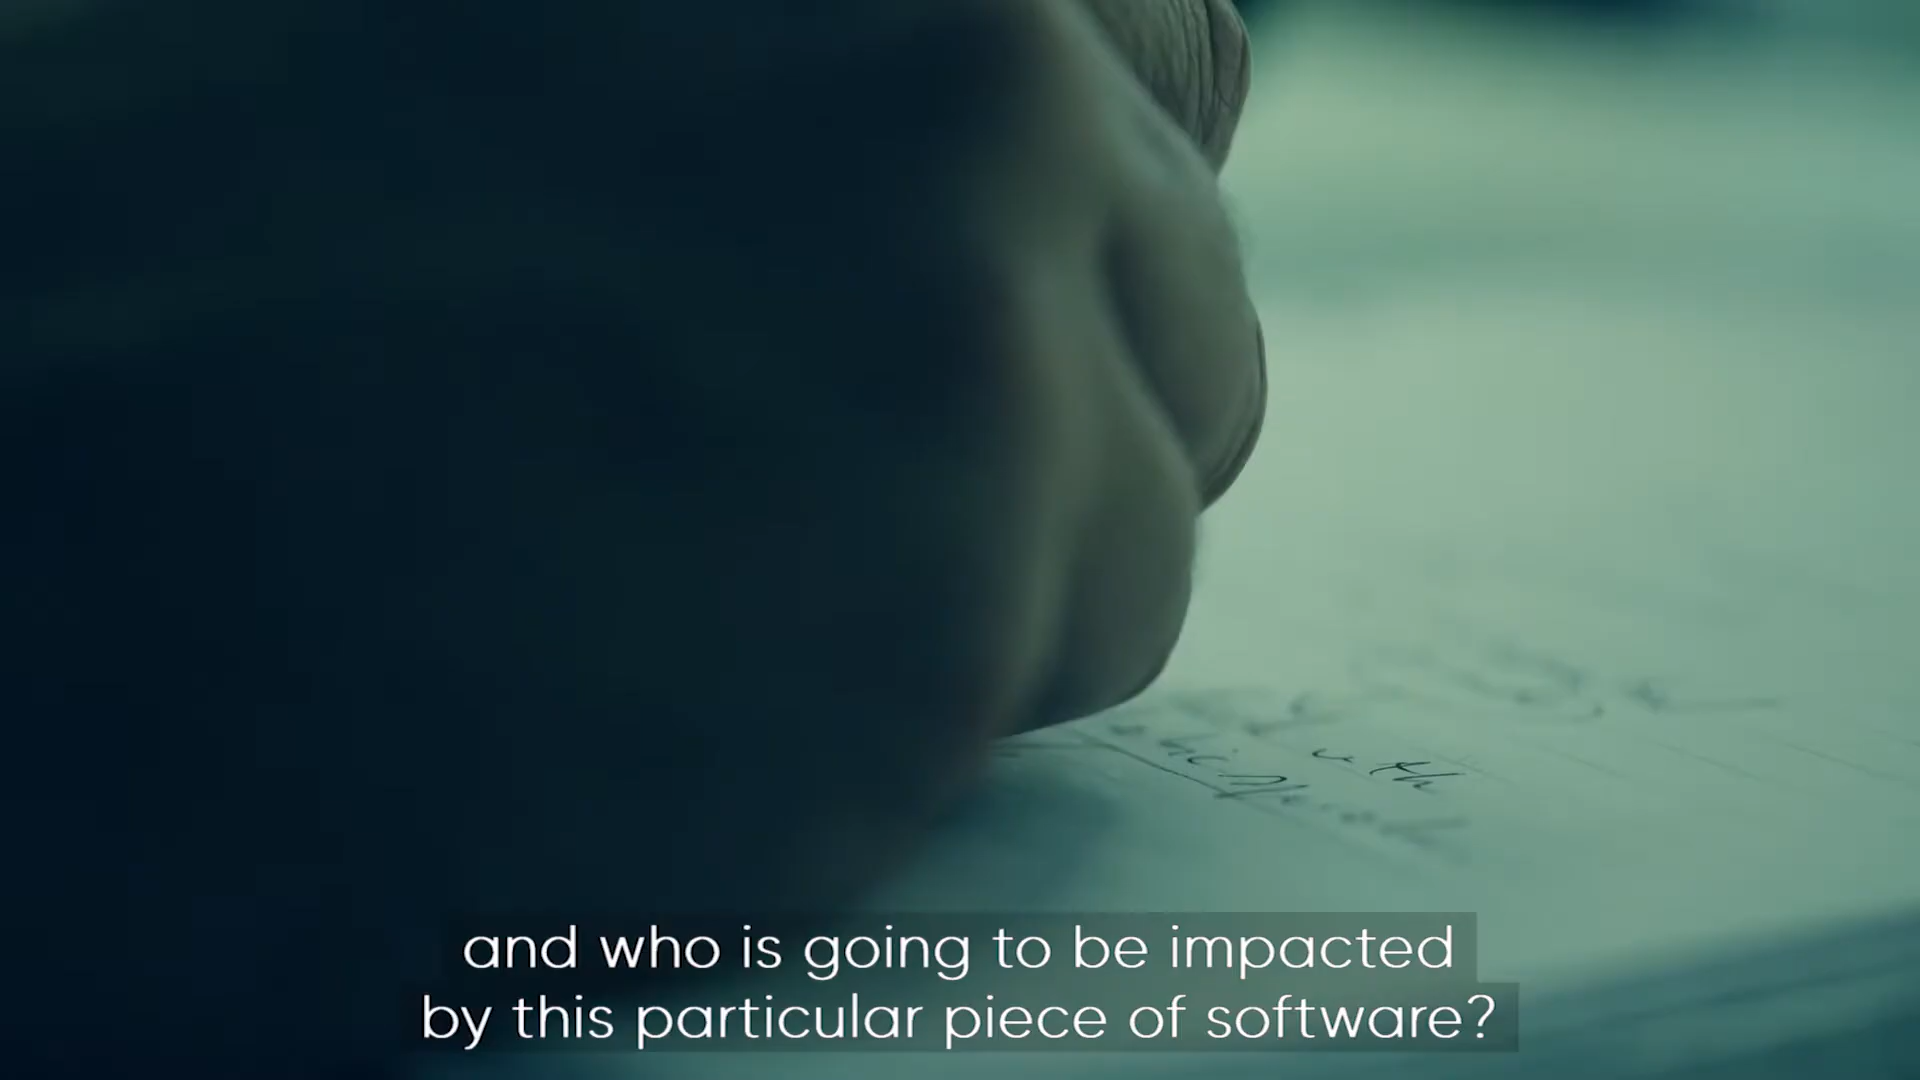 and who is going to be impacted
by this particular piece of software?